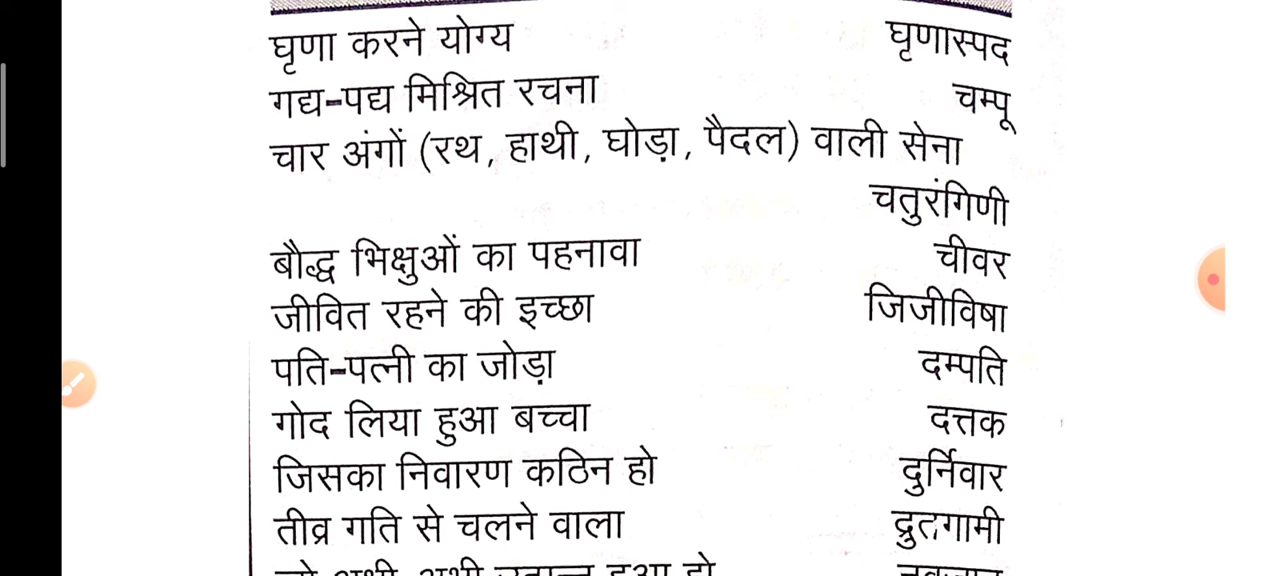 घृणा करने योग्य घृणास्पद
गद्य-पद्य मिश्रित रचना चम्पू
चार अंगों (रथ, हाथी, घोड़ा, पैदल) वाली सेना
चतुरंगिणी
बौद्ध भिक्षुओं का पहनावा चीवर
जीवित रहने की इच्छा जिजीविषा
पति-पत्नी का जोड़ा दम्पति
गोद लिया हुआ बच्चा दत्तक
जिसका निवारण कठिन हो दुर्निवार
तीव्र गति से चलने वाला द्रुतगामी